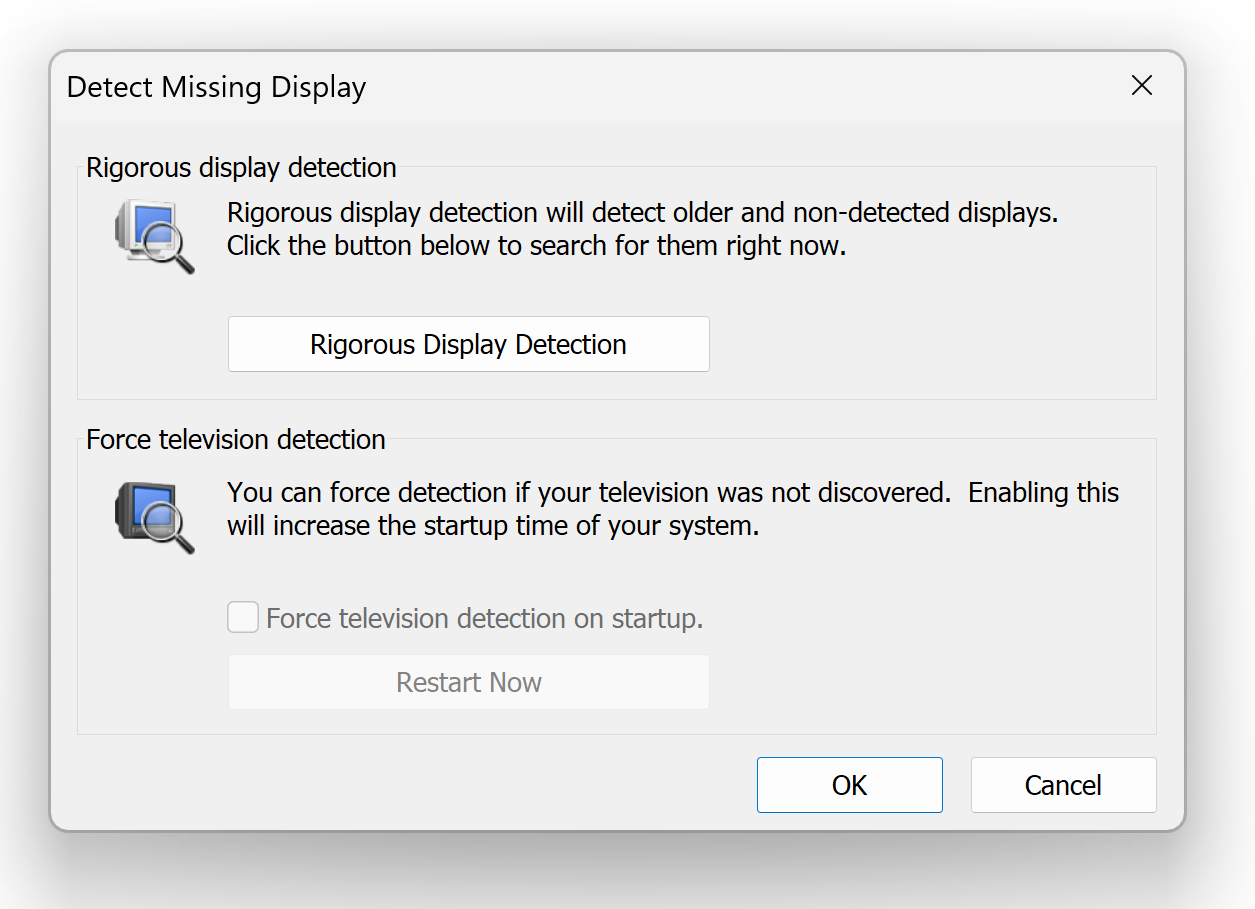 Detect Missing Display
Rigorous display detection
Rigorous display detection will detect older and non-detected displays.
Click the button below to search for them right now.
Rigorous Display Detection
Force television detection
You can force detection if your television was not discovered.  Enabling this
will increase the startup time of your system.
Force television detection on startup.
Restart Now
OK
Cancel